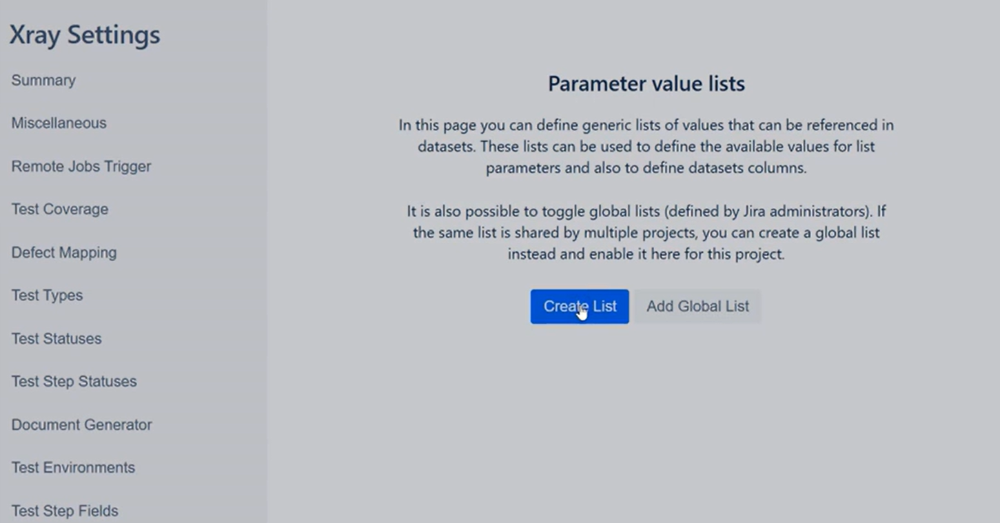 Xray Settings
Summary
Miscellaneous
Remote Jobs Trigger
Test Coverage
Defect Mapping
Test Types
Test Statuses
Test Step Statuses
Document Generator
Test Environments
Test Step Fields
Parameter value lists
In this page you can define generic lists of values that can be referenced in
datasets. These lists can be used to define the available values for list
parameters and also to define datasets columns.
It is also possible to toggle global lists (defined by Jira administrators). If
the same list is shared by multiple projects, you can create a global list
instead and enable it here for this project.
Create List
Add Global List